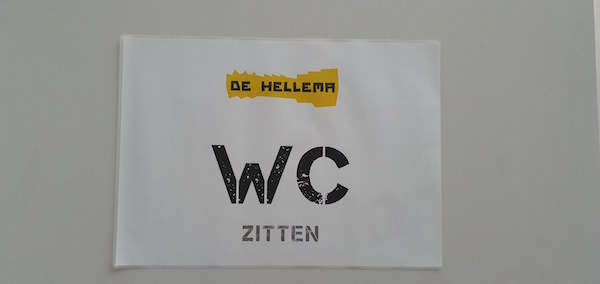 DE HELLEMA
WC
ZITTEN